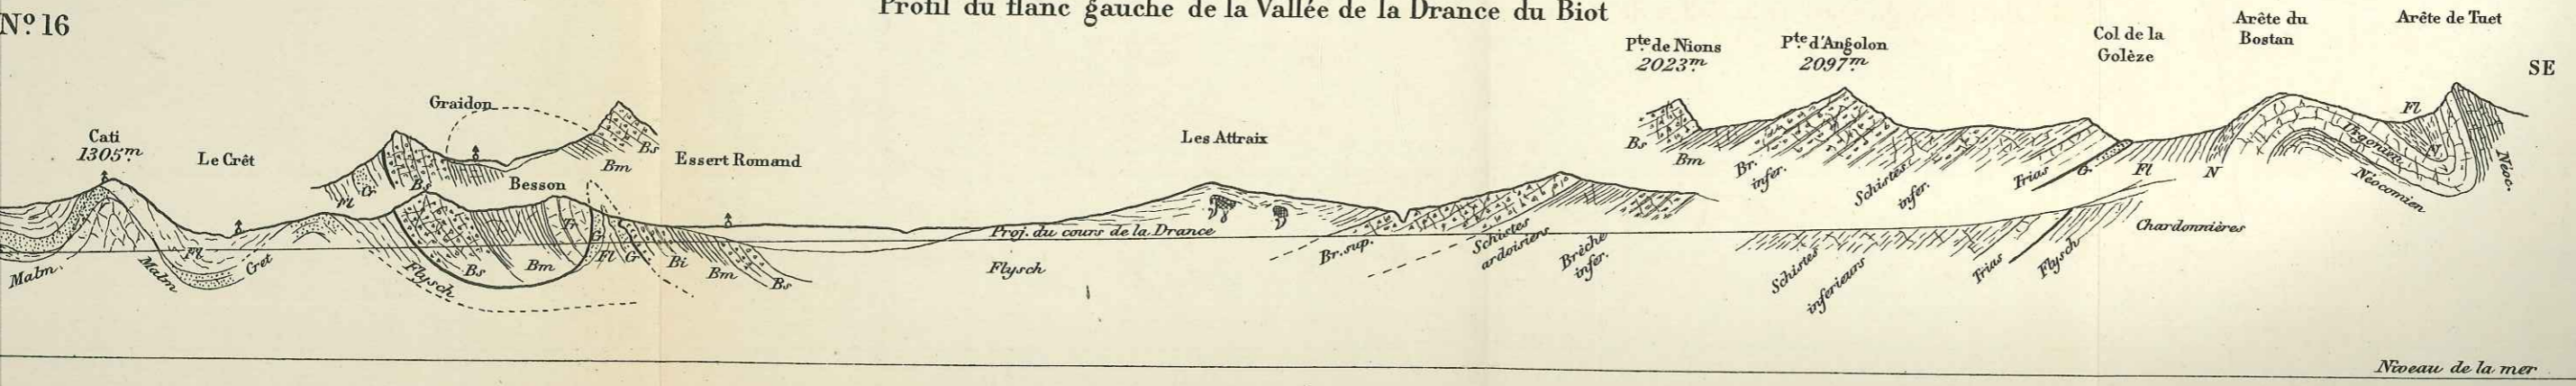 Nº 16
Profil du flanc gauche de la Vallée de la Drance du Biot
Arête du
Bostan
Arête de Tuet
Pte de Nions
2023m
Pte d'Angolon
2097m
Col de la
Golèze
SE
Graidon
Cati
1305m
Le Crêt
Besson
Essert Romand
Les Attraix
Fl
G
Bs
Bm
Bs
Bs
Bm
Br.
infer.
Schistes
infer.
Trias
G.
Fl
N
Urgonien
Néocomien
Fl
N
Néoc.
Malm
Malm
Fl
Cret
Flysch
Bs
Bm
Tr
G
Fl
G
Bi
Bm
Bs
Proj. du cours de la Drance
Flysch
Br. sup.
Schistes
ardoisiers
Brêche
infer.
Schistes
inferieurs
Trias
Flysch
Chardonnières
Niveau de la mer